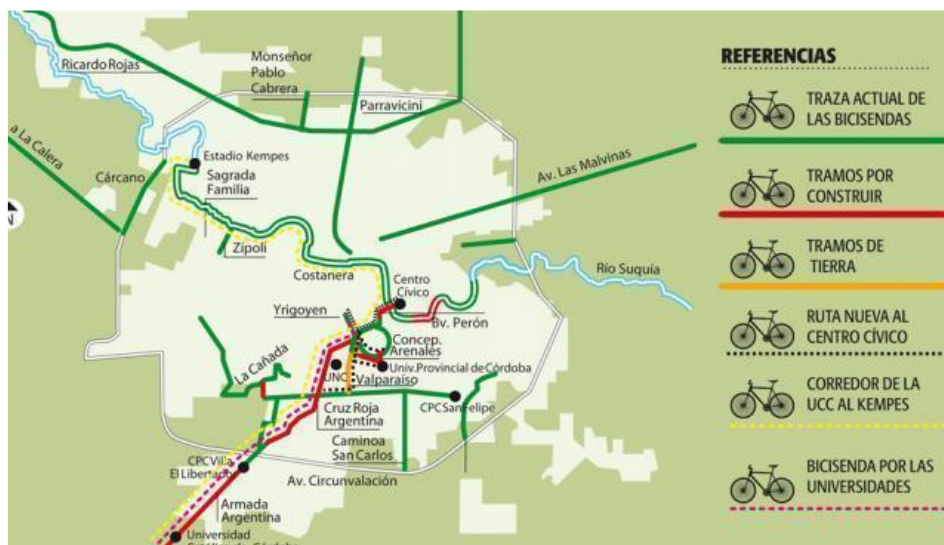 Ricardo Rojas
Monseñor
Pablo
Cabrera
Parravicini
a La Calera
Cárcano
Estadio Kempes
Sagrada
Familia
Av. Las Malvinas
N
Zípoli
Costanera
Centro
Cívico
Río Suquía
Yrigoyen
Bv. Perón
Concep.
Arenales
La Cañada
UNC
Univ. Provincial de Córdoba
Valparaíso
CPC San Felipe
Cruz Roja
Argentina
Caminoa
San Carlos
CPC Villa
El Libertador
Av. Circunvalación
Armada
Argentina
Universidad
REFERENCIAS
TRAZA ACTUAL DE
LAS BICISENDAS
TRAMOS POR
CONSTRUIR
TRAMOS DE
TIERRA
RUTA NUEVA AL
CENTRO CÍVICO
CORREDOR DE LA
UCC AL KEMPES
BICISENDA POR LAS
UNIVERSIDADES